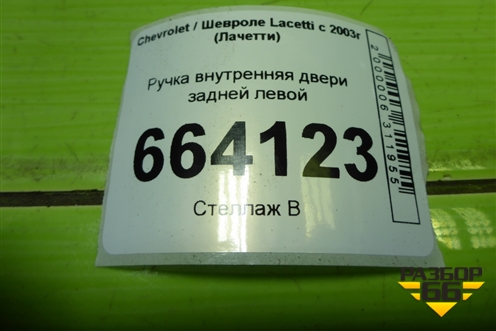 Chevrolet / Шевроле Lacetti с 2003г
(Лачетти)
Ручка внутренняя двери
задней левой
664123
Стеллаж В
2000006311955
РАЗБОР
66